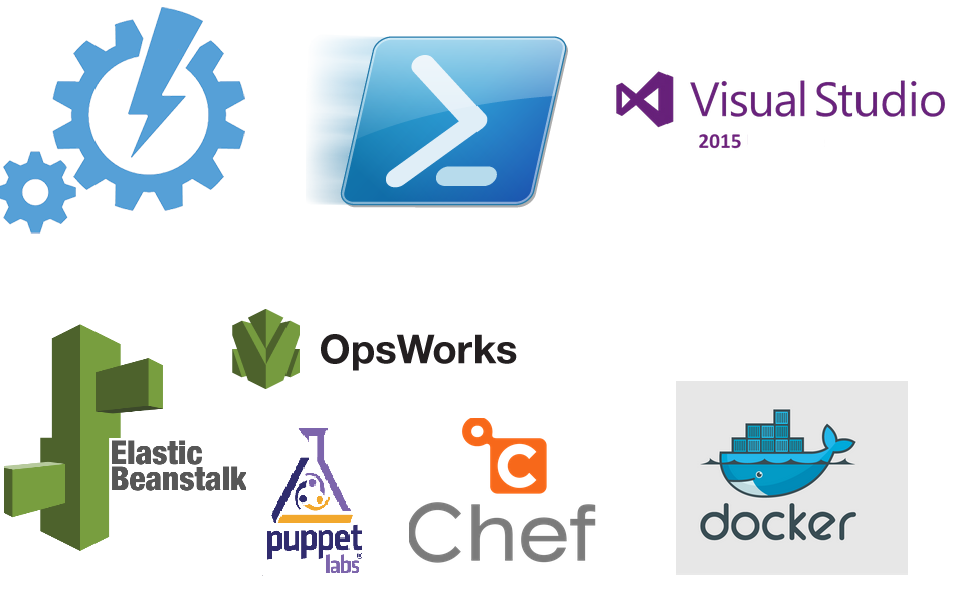 Visual Studio
2015
OpsWorks
Elastic
Beanstalk
puppet
labs
C
Chef
docker